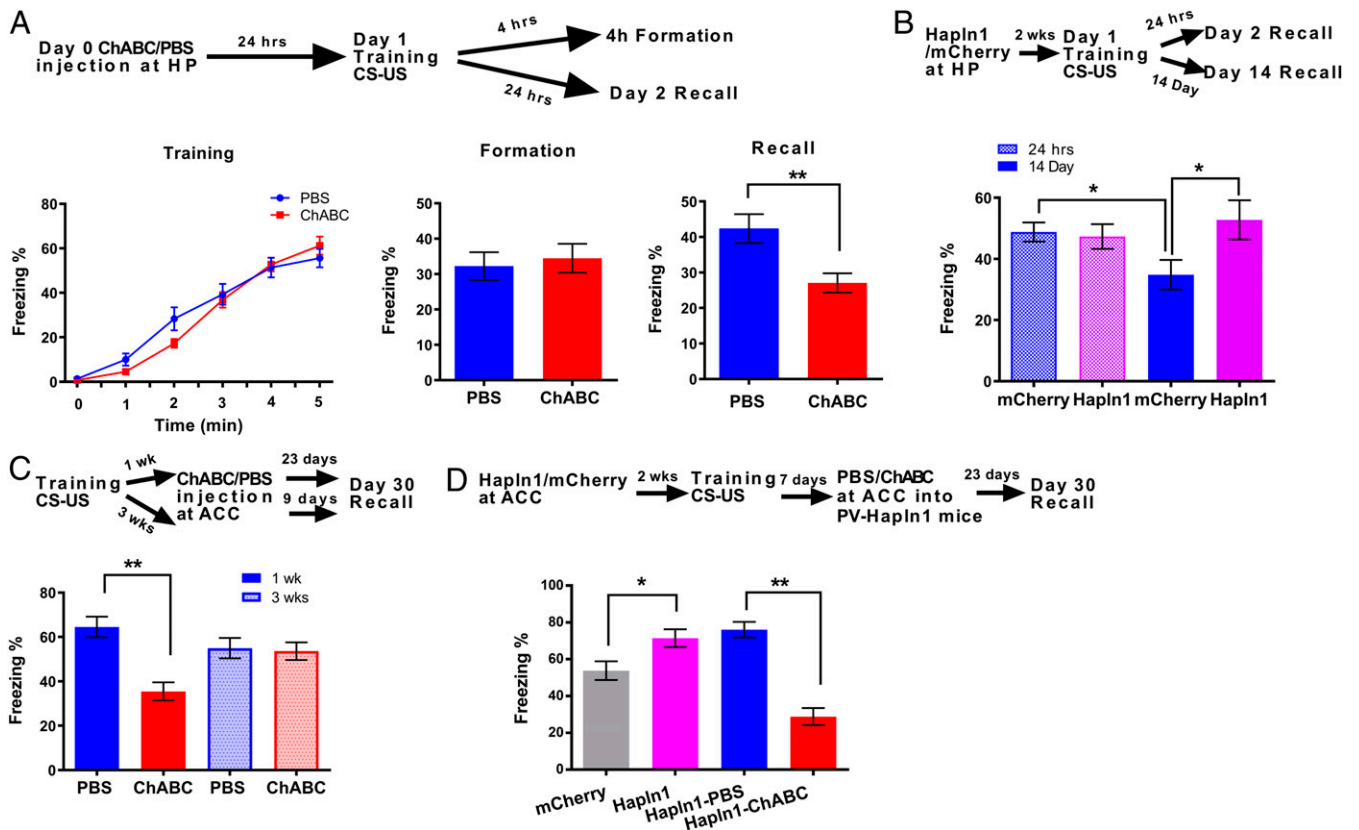 A
Day 0 ChABC/PBS
injection at HP
24 hrs
Day 1
Training
CS-US
4 hrs
4h Formation
24 hrs
Day 2 Recall
Training
Freezing %
80
60
40
20
0
PBS
ChABC
0 1 2 3 4 5
Time (min)
Formation
Freezing %
50
40
30
20
10
0
PBS ChABC
Recall
Freezing %
50
40
30
20
10
0
**
PBS ChABC
B
Hapln1
/mCherry
at HP
2 wks
Day 1
Training
CS-US
24 hrs
Day 2 Recall
14 Day
Day 14 Recall
24 hrs
14 Day
Freezing %
60
40
20
0
*
*
mCherry Hapln1 mCherry Hapln1
C
Training
CS-US
1 wk
3 wks
ChABC/PBS
injection
at ACC
23 days
9 days
Day 30
Recall
Freezing %
80
60
40
20
0
**
1 wk
3 wks
PBS ChABC PBS ChABC
D
Hapln1/mCherry
at ACC
2 wks
Training
CS-US
7 days
PBS/ChABC
at ACC into
PV-Hapln1 mice
23 days
Day 30
Recall
Freezing %
100
80
60
40
20
0
*
**
mCherry
Hapln1
Hapln1-PBS
Hapln1-ChABC